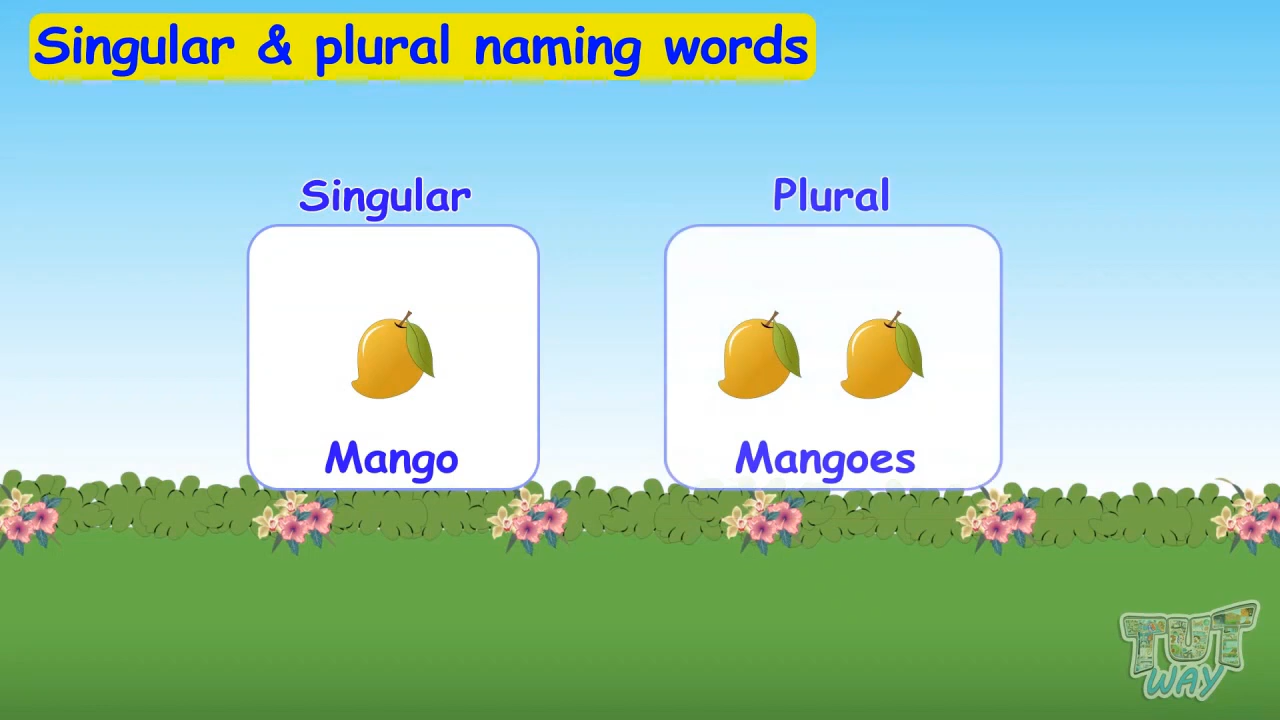 Singular & plural naming words
Singular
Plural
Mango
Mangoes
TUT
WAY